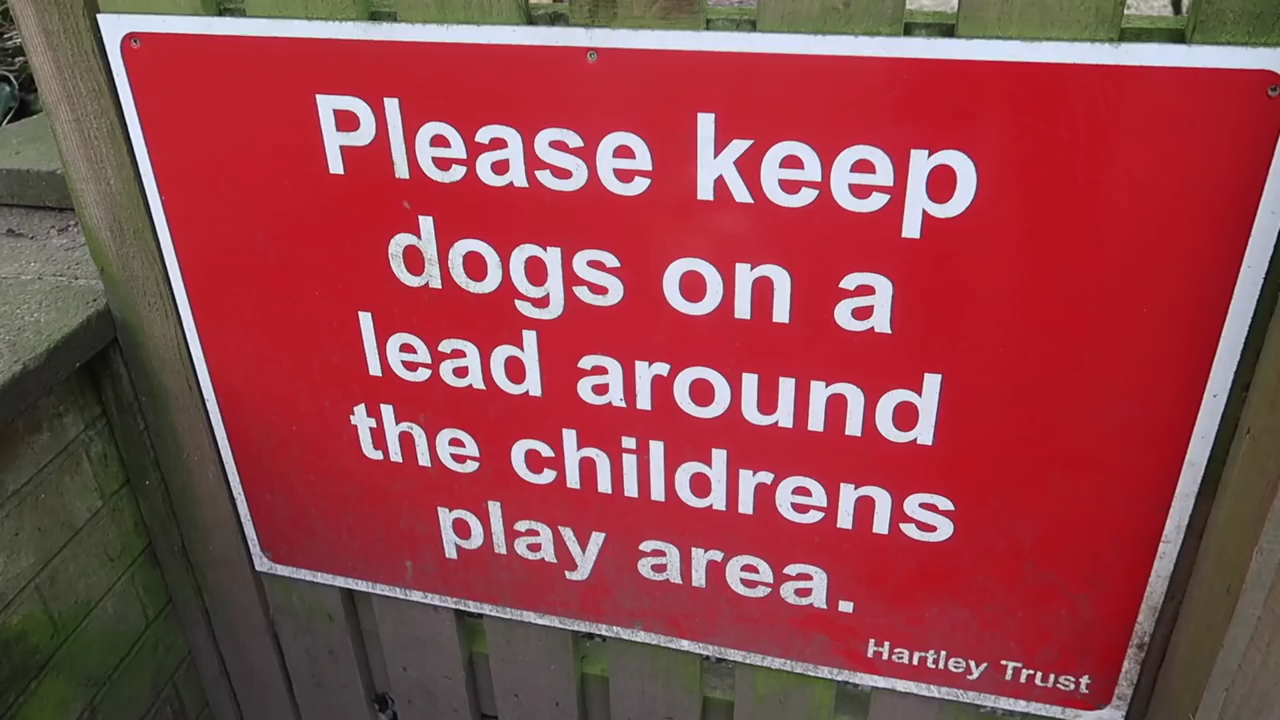 Please keep
dogs on a
lead around
the childrens
play area.
Hartley Trust